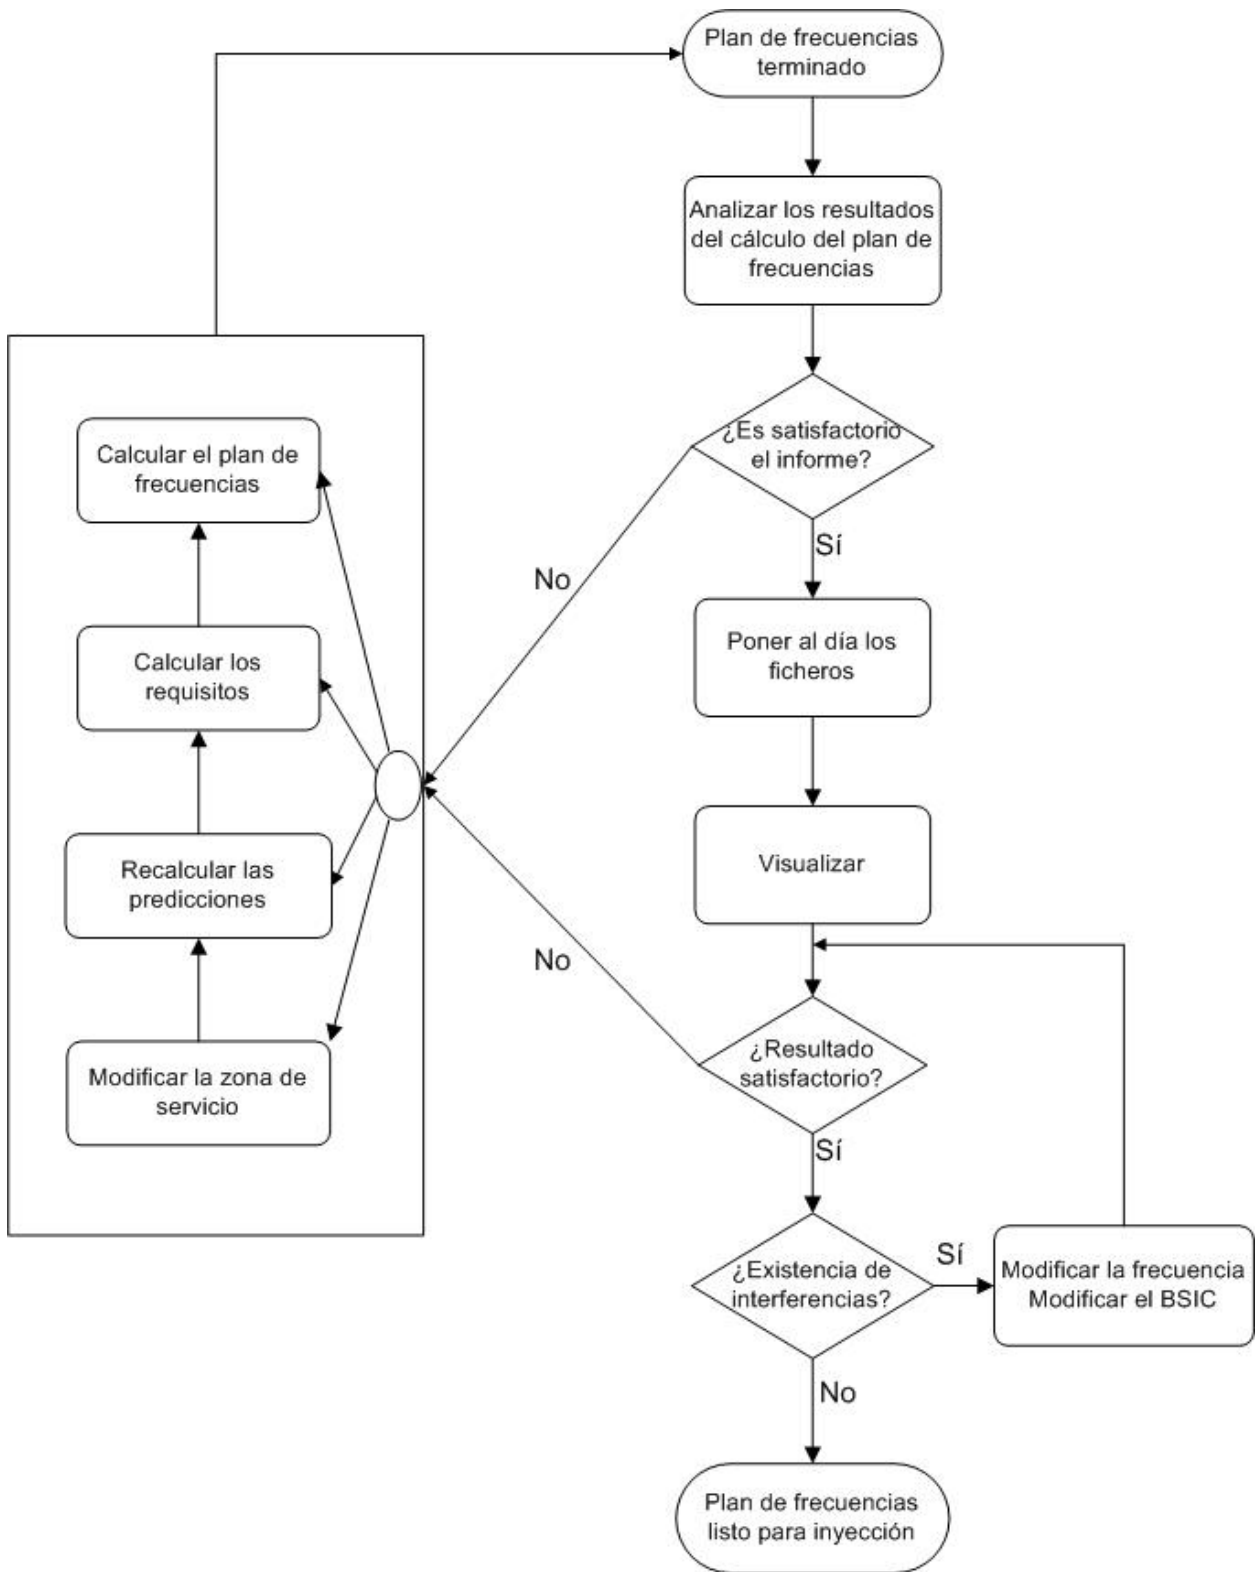 Plan de frecuencias
terminado
Analizar los resultados
del cálculo del plan de
frecuencias
¿Es satisfactorio
el informe?
Sí
No
Poner al día los
ficheros
Visualizar
No
¿Resultado
satisfactorio?
Sí
¿Existencia de
interferencias?
Sí
Modificar la frecuencia
Modificar el BSIC
No
Plan de frecuencias
listo para inyección
Calcular el plan de
frecuencias
Calcular los
requisitos
Recalcular las
predicciones
Modificar la zona de
servicio